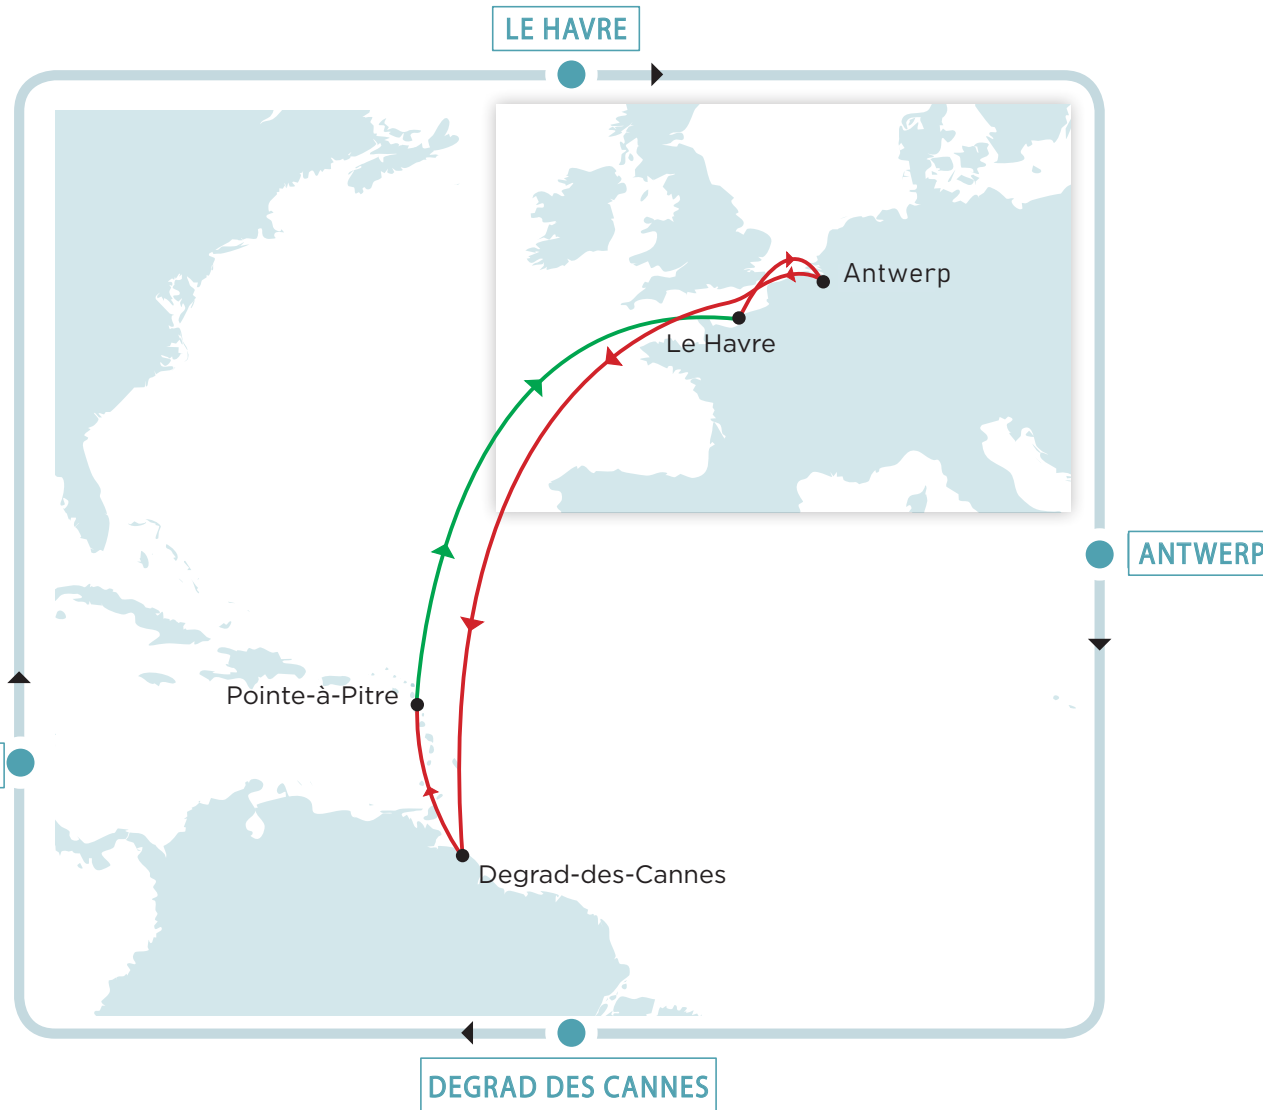 LE HAVRE
Antwerp
Le Havre
ANTWERP
Pointe-à-Pitre
Degrad-des-Cannes
DEGRAD DES CANNES